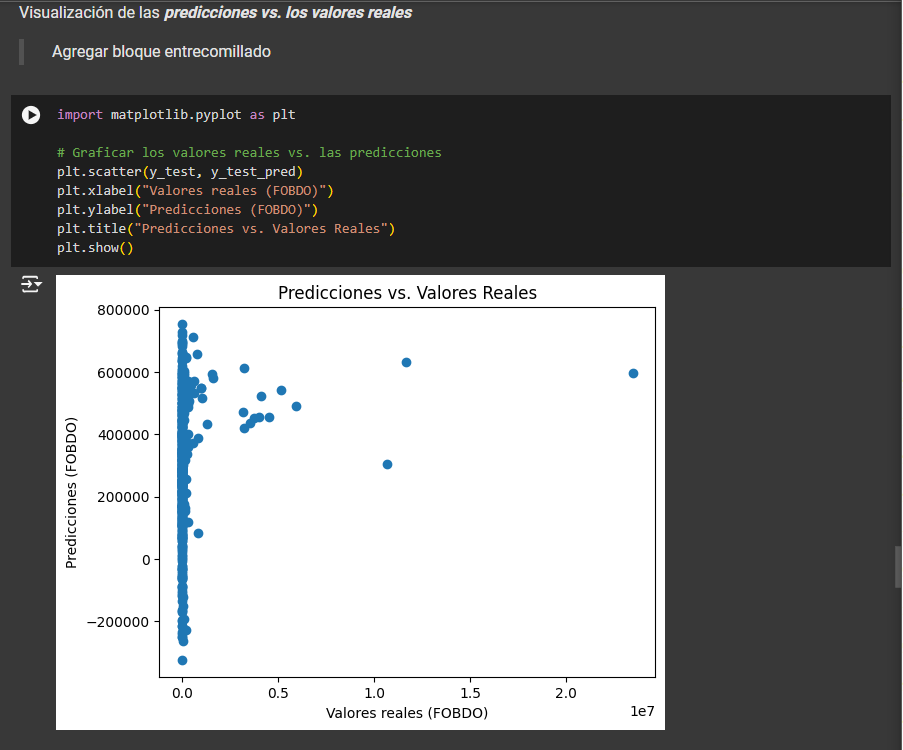 Visualización de las predicciones vs. los valores reales
Agregar bloque entrecomillado
import matplotlib.pyplot as plt
# Graficar los valores reales vs. las predicciones
plt.scatter(y_test, y_test_pred)
plt.xlabel("Valores reales (FOBDO)")
plt.ylabel("Predicciones (FOBDO)")
plt.title("Predicciones vs. Valores Reales")
plt.show()
Predicciones vs. Valores Reales
800000
600000
400000
200000
0
−200000
Predicciones (FOBDO)
0.0 0.5 1.0 1.5 2.0
1e7
Valores reales (FOBDO)